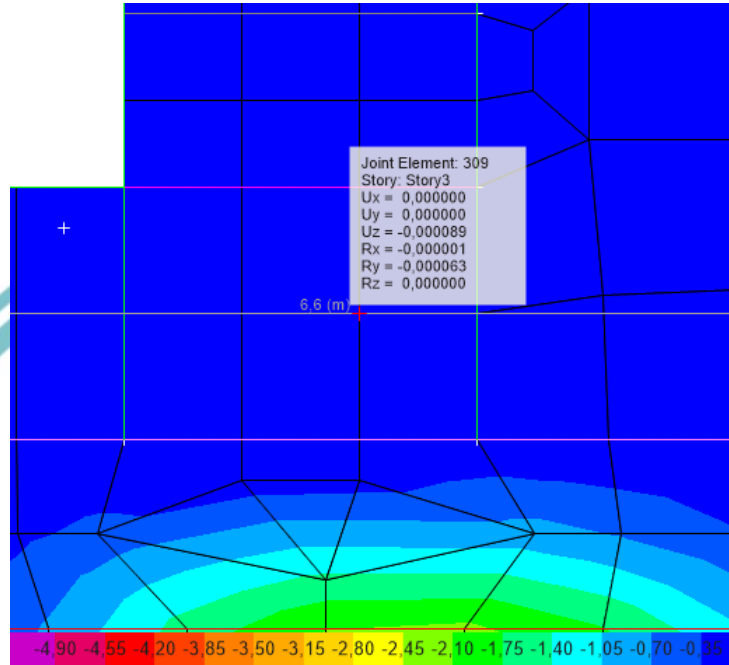 Joint Element: 309
Story: Story3
Ux = 0,000000
Uy = 0,000000
Uz = -0,000089
Rx = -0,000001
Ry = -0,000063
Rz = 0,000000
6,6 (m)
-4,90 -4,55 -4,20 -3,85 -3,50 -3,15 -2,80 -2,45 -2,10 -1,75 -1,40 -1,05 -0,70 -0,35